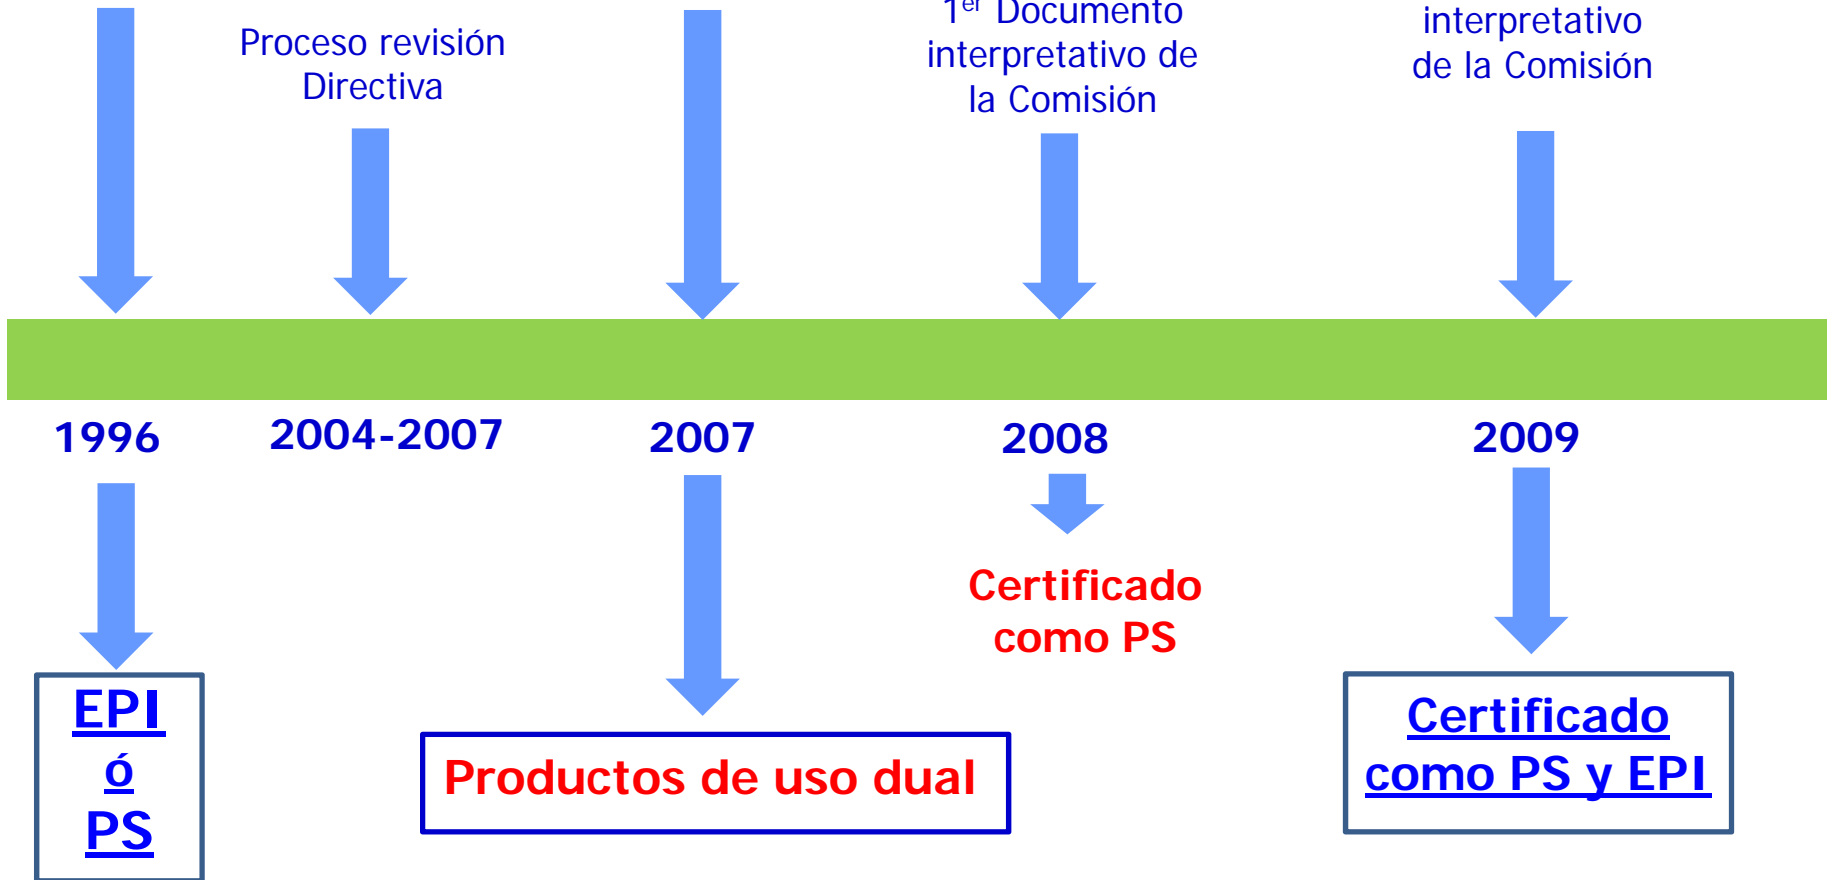 Proceso revisión
Directiva
1er Documento
interpretativo de
la Comisión
interpretativo
de la Comisión
1996
2004-2007
2007
2008
2009
EPI
ó
PS
Productos de uso dual
Certificado
como PS
Certificado
como PS y EPI